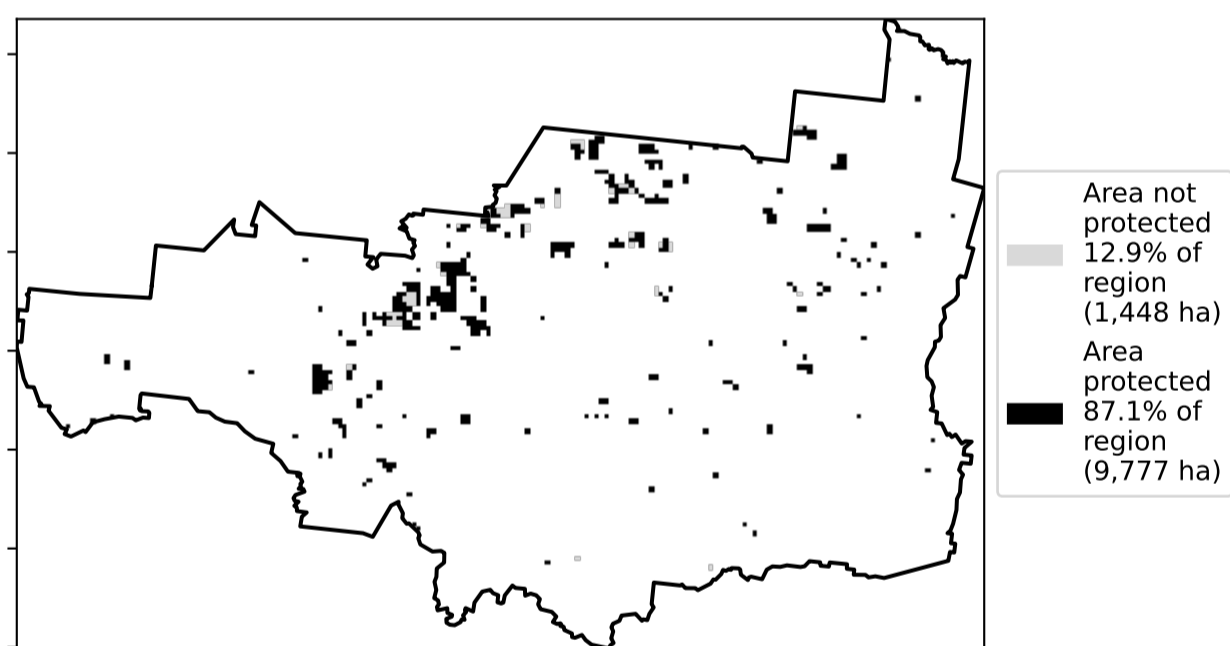 Area not
protected
12.9% of
region
(1,448 ha)
Area
protected
87.1% of
region
(9,777 ha)